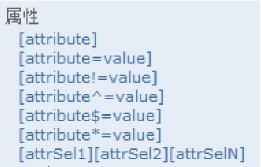 属性
[attribute]
[attribute=value]
[attribute!=value]
[attribute^=value]
[attribute$=value]
[attribute*=value]
[attrSel1][attrSel2][attrSelN]